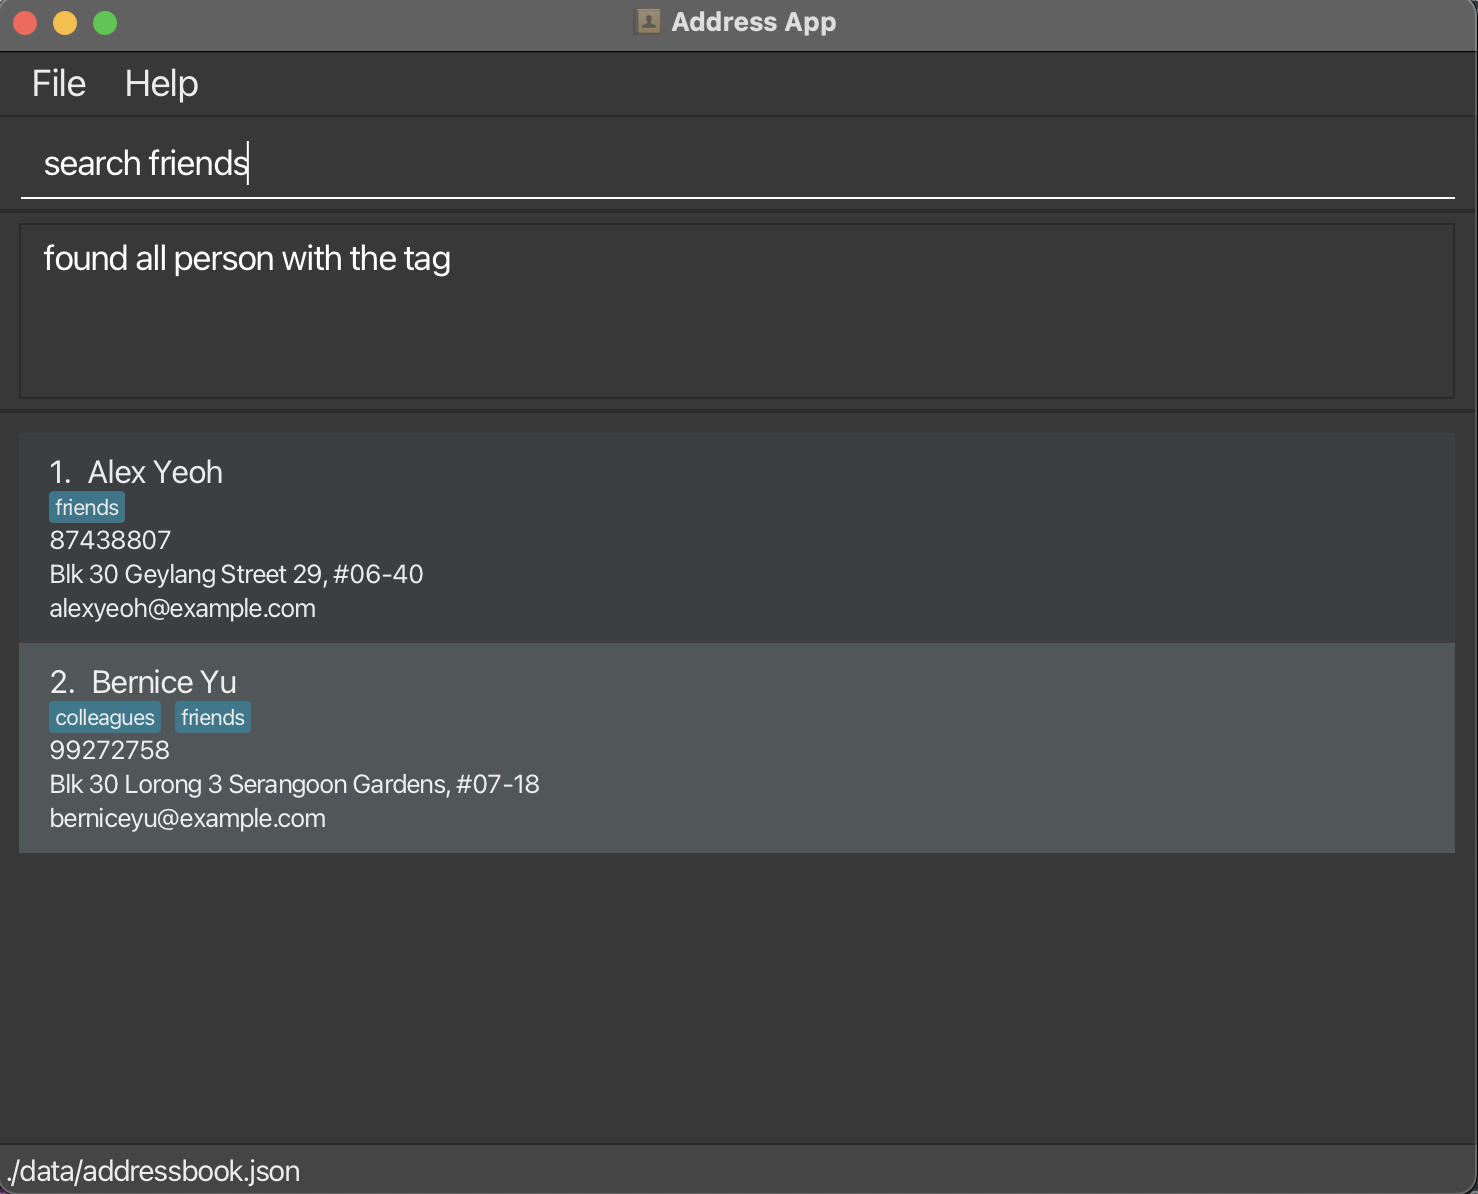 Address App
File Help
search friends
found all person with the tag
1. Alex Yeoh
friends
87438807
Blk 30 Geylang Street 29, #06-40
alexyeoh@example.com
2. Bernice Yu
colleagues friends
99272758
Blk 30 Lorong 3 Serangoon Gardens, #07-18
berniceyu@example.com
./data/addressbook.json